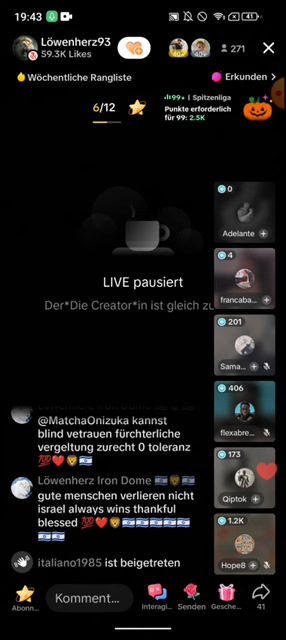 19:43
41
Löwenherz93
59.3K Likes
271
Wöchentliche Rangliste
Erkunden >
6/12
99+ | Spitzenliga
Punkte erforderlich
für 99: 2.5K
0
Adelante
LIVE pausiert
4
Der*Die Creator*in ist gleich zu
francaba...
201
Sama...
@MatchaOnizuka kannst
blind vetrauen fürchterliche
vergeltung zurecht 0 toleranz
💯❤️🦁🇮🇱
406
flexabre...
Löwenherz Iron Dome 🇮🇱🦁🇮🇱
gute menschen verlieren nicht
israel always wins thankful
blessed 💯❤️🦁🇮🇱🇮🇱🇮🇱🇮🇱🇮🇱
🇮🇱🇮🇱
173
Qiptok
1.2K
Hope8
italiano1985 ist beigetreten
Abonn...
Komment...
Interagi...
Senden
Gesche...
41